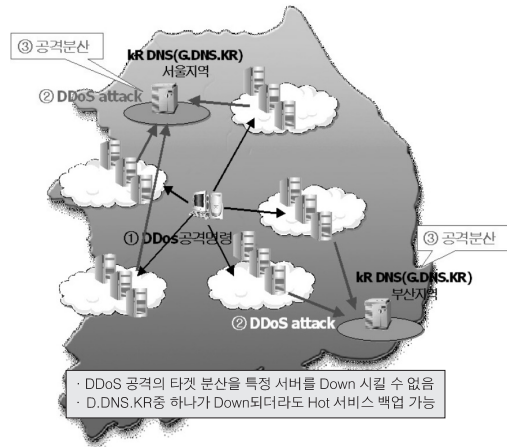 ③ 공격분산
kR DNS(G.DNS.KR)
서울지역
② DDoS attack
① DDos공격명령
③ 공격분산
kR DNS(G.DNS.KR)
부산지역
② DDoS attack
· DDoS 공격의 타겟 분산을 특정 서버를 Down 시킬 수 없음
· D.DNS.KR중 하나가 Down되더라도 Hot 서비스 백업 가능